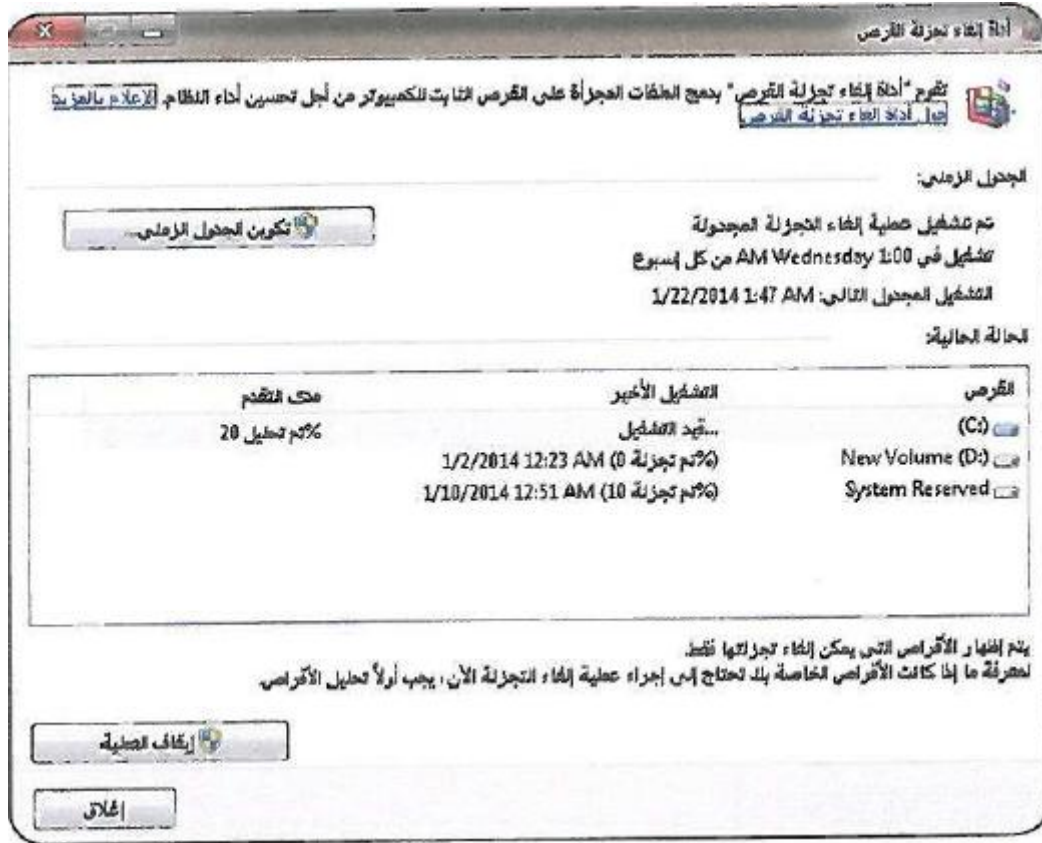 أداة إلغاء تجزئة القرص
تقوم "أداة إلغاء تجزئة القرص" بدمج الملفات المجزأة على القرص الثابت للكمبيوتر من أجل تحسين أداء النظام. الإعلام بالمزيد
حول أداة إلغاء تجزئة القرص.
الجدول الزمني:
تم تشغيل عملية إلغاء التجزئة المجدولة
تكوين الجدول الزمني...
تشغيل في 1:00 AM Wednesday من كل إسبوع
التشغيل المجدول التالي: 1/22/2014 1:47 AM
الحالة الحالية:
القرص التشغيل الأخير مدى التقدم
(C:) قيد التشغيل... تم تحليل 20%
New Volume (D:) 1/2/2014 12:23 AM (تم تجزئة 0%)
System Reserved 1/10/2014 12:51 AM (تم تجزئة 10%)
يتم إظهار الأقراص التي يمكن إلغاء تجزئتها فقط.
لمعرفة ما إذا كانت الأقراص الخاصة بك تحتاج إلى إجراء عملية إلغاء التجزئة الآن، يجب أولاً تحليل الأقراص.
إيقاف العملية
إغلاق